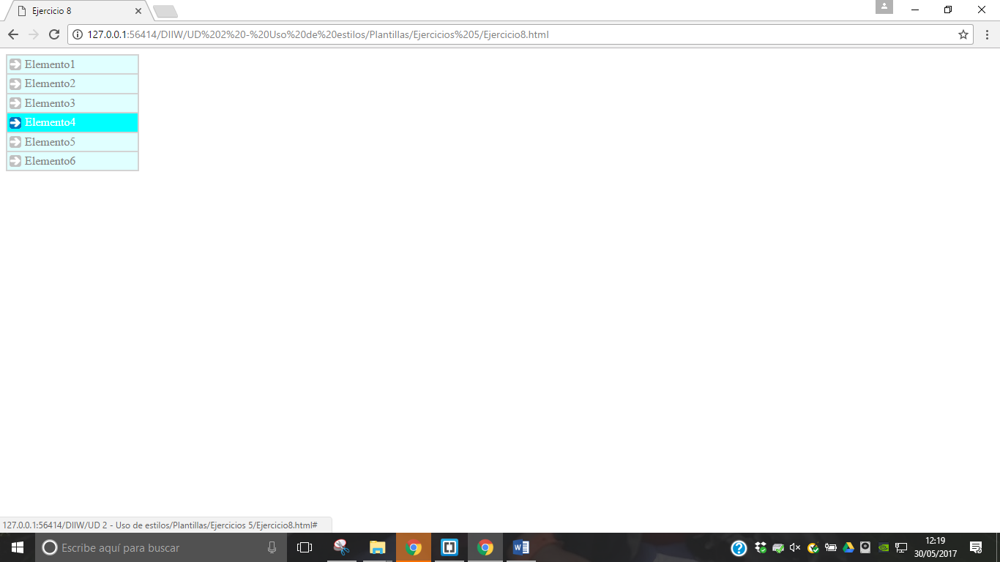 Ejercicio 8
127.0.0.1:56414/DIIW/UD%202%20-%20Uso%20de%20estilos/Plantillas/Ejercicios%205/Ejercicio8.html
Elemento1
Elemento2
Elemento3
Elemento4
Elemento5
Elemento6
127.0.0.1:56414/DIIW/UD 2 - Uso de estilos/Plantillas/Ejercicios 5/Ejercicio8.html#
Escribe aquí para buscar
12:19
30/05/2017